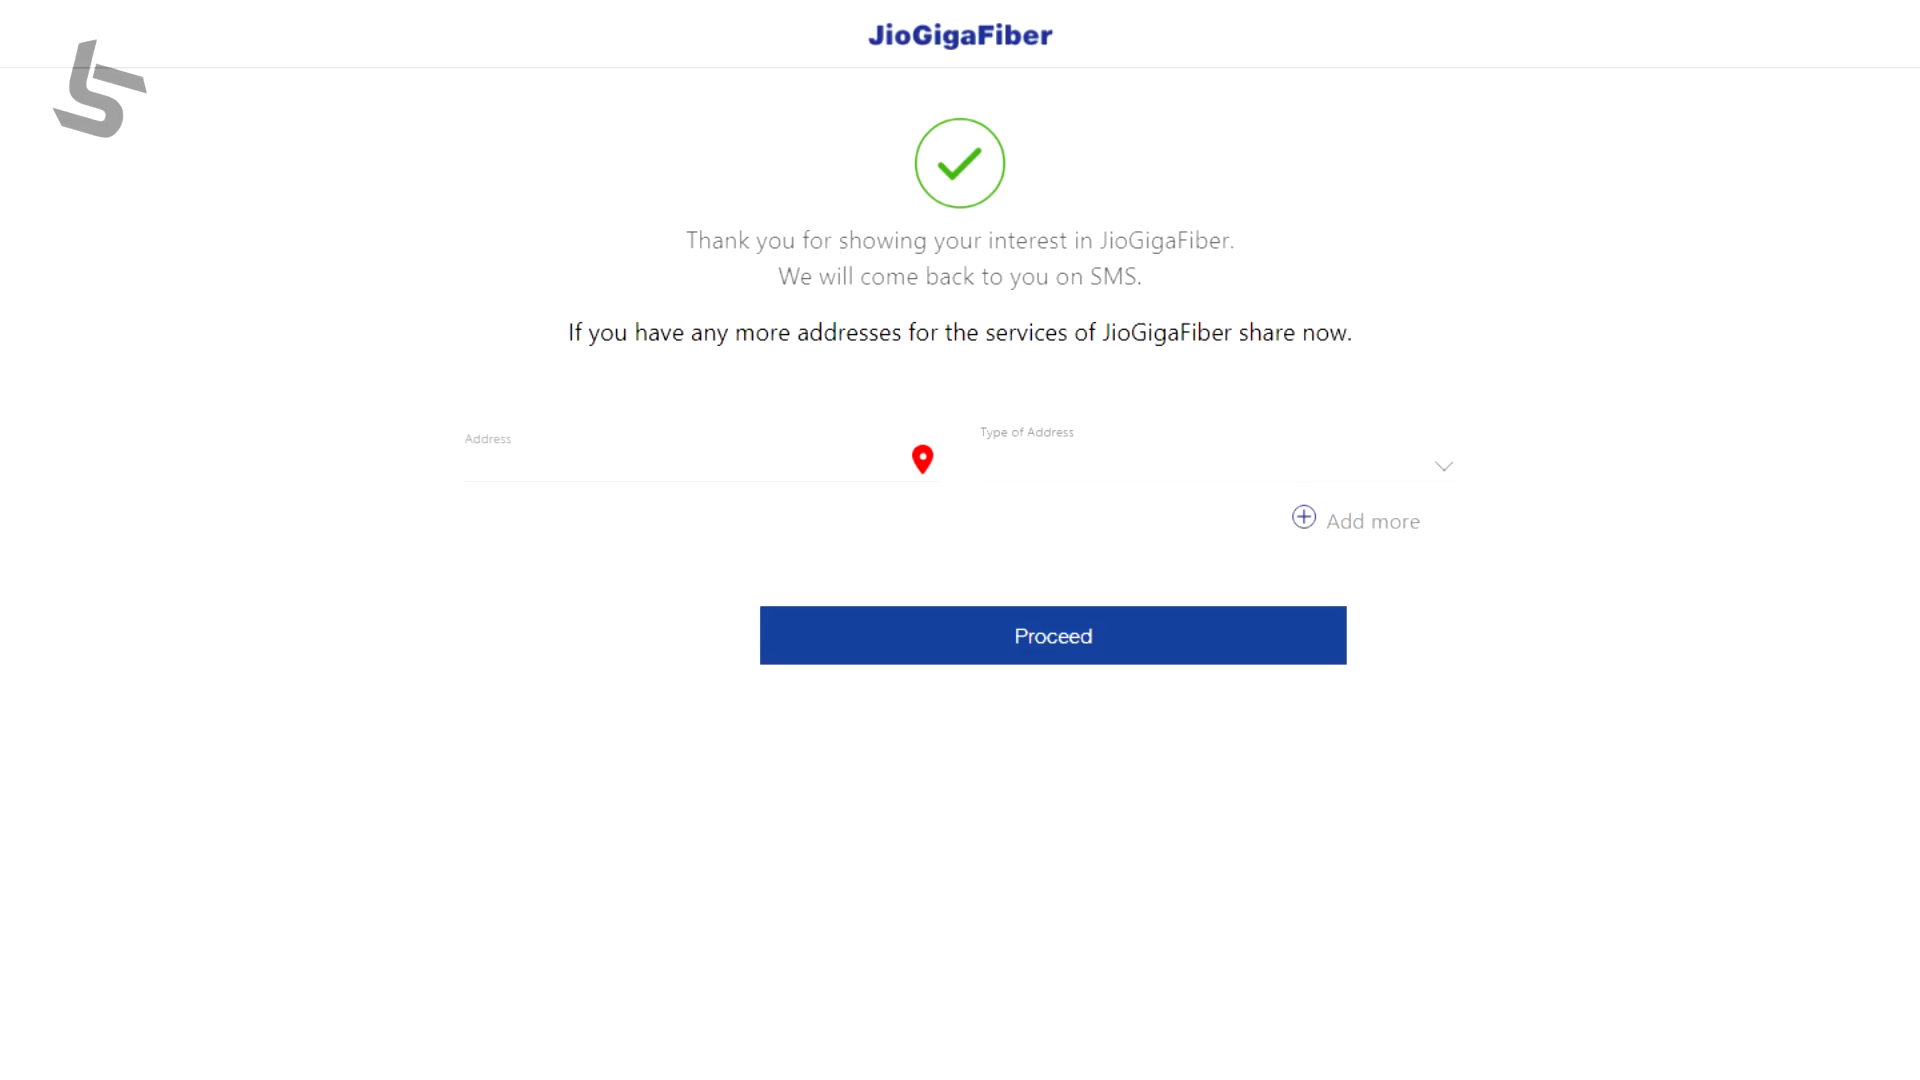 JioGigaFiber
Thank you for showing your interest in JioGigaFiber.
We will come back to you on SMS.
If you have any more addresses for the services of JioGigaFiber share now.
Address
Type of Address
Add more
Proceed